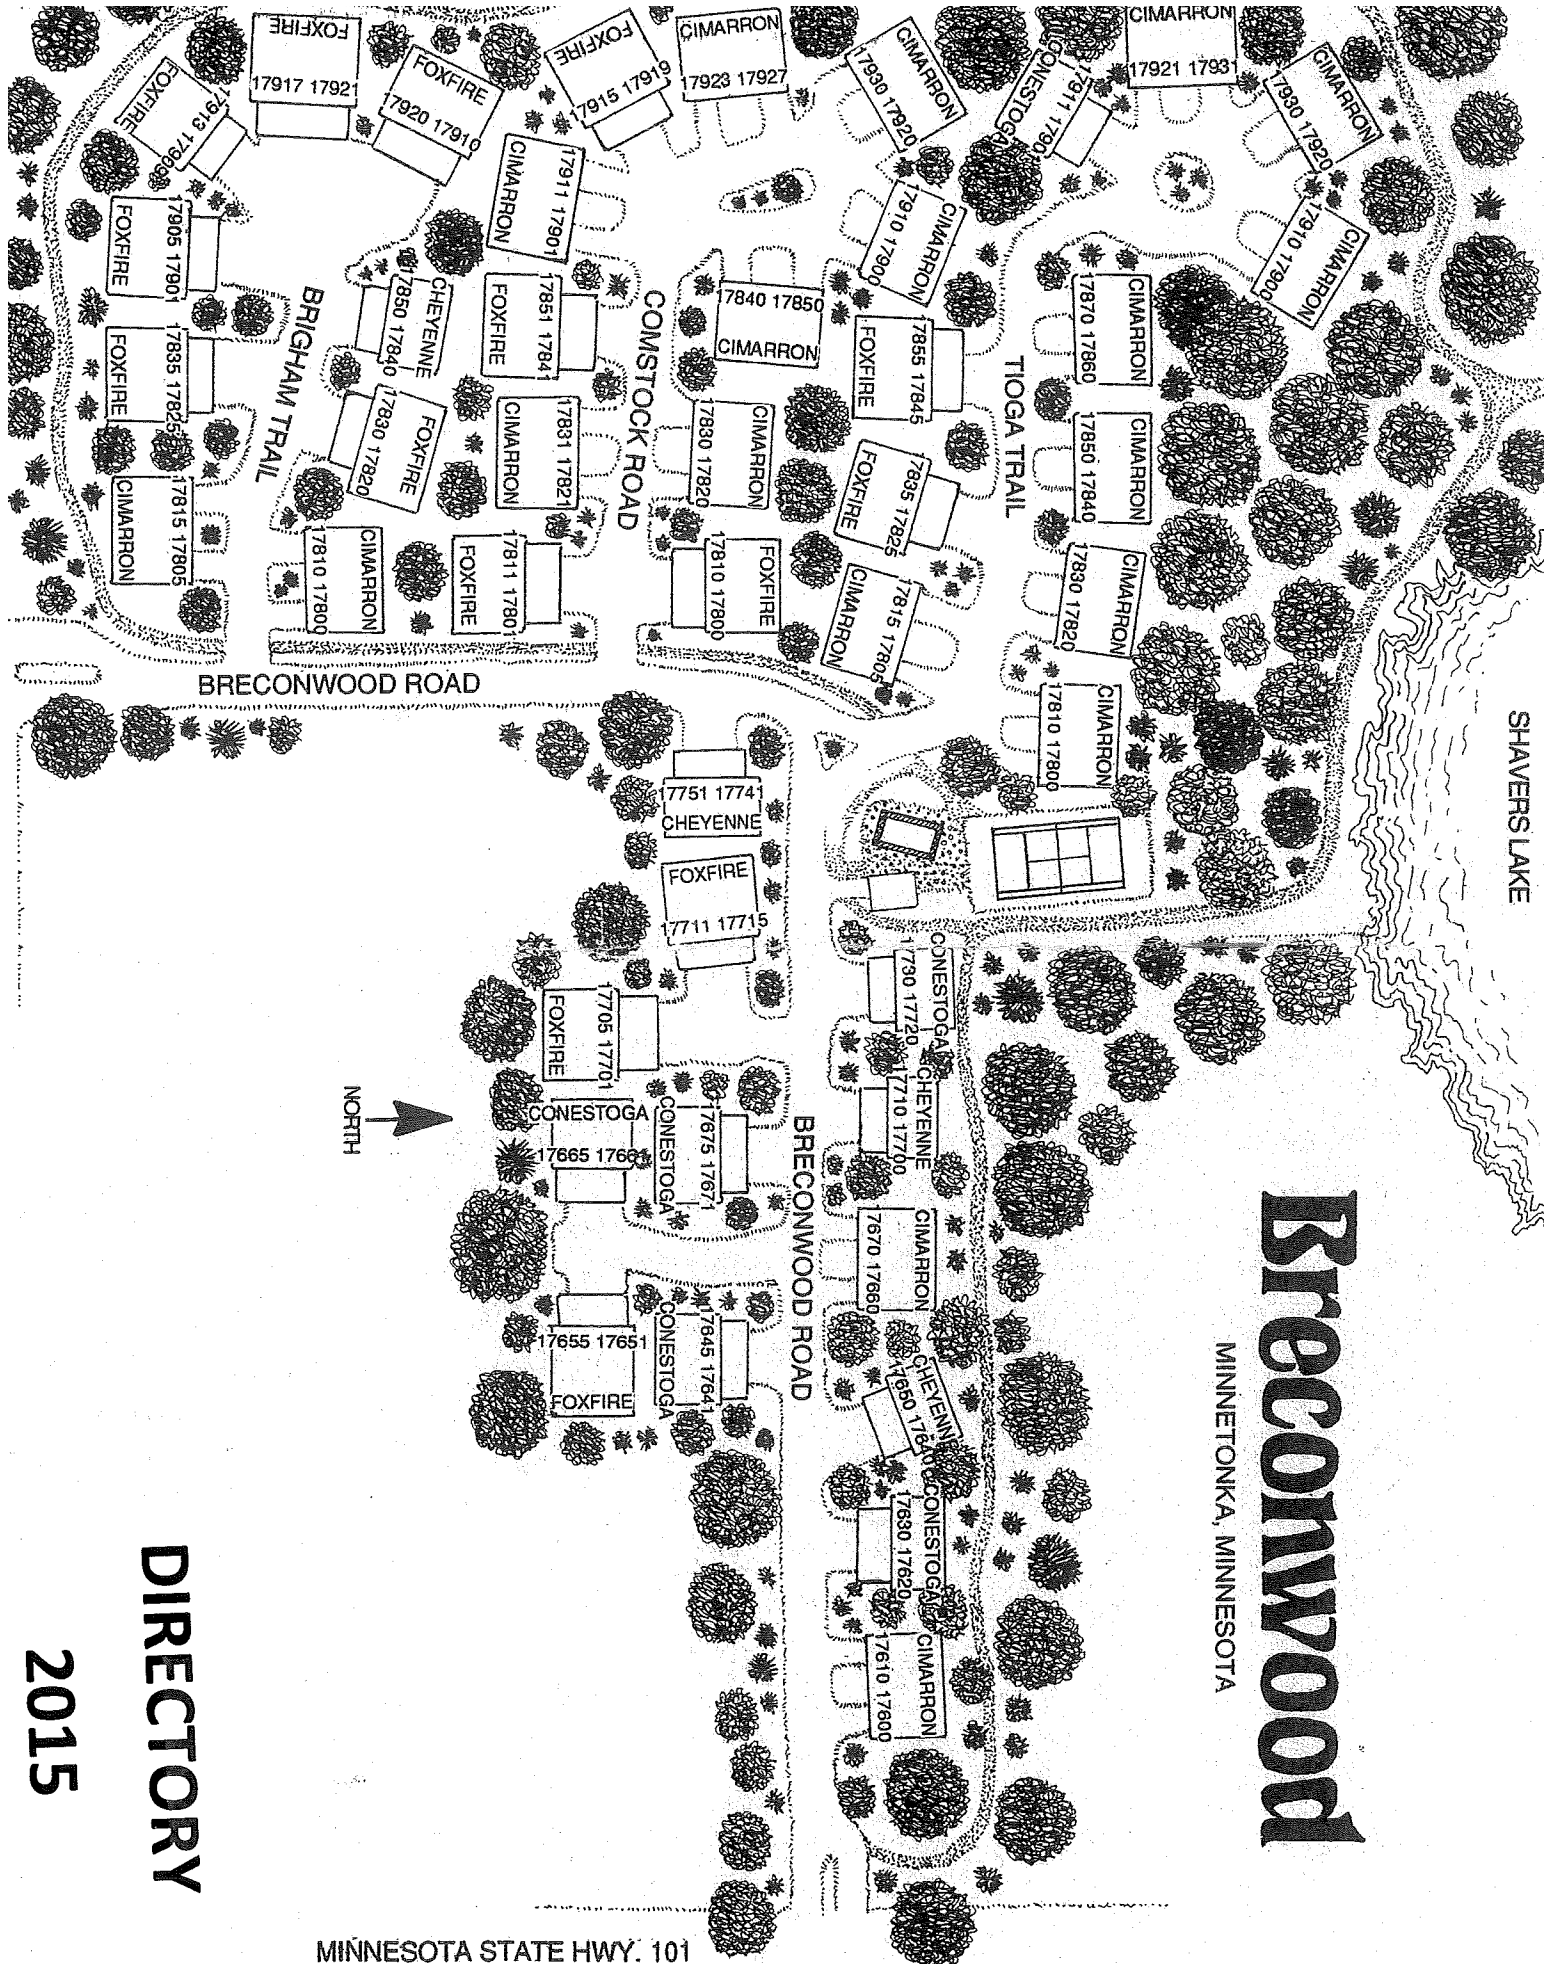 Breconwood
MINNETONKA, MINNESOTA
DIRECTORY
2015
SHAVERS LAKE
NORTH
MINNESOTA STATE HWY. 101
BRECONWOOD ROAD
BRECONWOOD ROAD
BRIGHAM TRAIL
COMSTOCK ROAD
TIOGA TRAIL
FOXFIRE
17917 17921
FOXFIRE
17920 17910
FOXFIRE
17915 17919
CIMARRON
17923 17927
CIMARRON
17930 17920
CONESTOGA
17911
CIMARRON
17921 17931
CIMARRON
17930 17920
CIMARRON
17910 17900
FOXFIRE
17913
FOXFIRE
17905 17901
CIMARRON
17911 17901
CIMARRON
17910 17900
CHEYENNE
17850 17840
FOXFIRE
17851 17841
17840 17850
CIMARRON
FOXFIRE
17855 17845
CIMARRON
17870 17860
FOXFIRE
17835 17825
FOXFIRE
17830 17820
CIMARRON
17831 17821
CIMARRON
17830 17820
FOXFIRE
17835 17825
CIMARRON
17850 17840
CIMARRON
17815 17805
CIMARRON
17810 17800
FOXFIRE
17811 17801
FOXFIRE
17810 17800
CIMARRON
17815 17805
CIMARRON
17830 17820
CIMARRON
17810 17800
17751 17741
CHEYENNE
FOXFIRE
17711 17715
FOXFIRE
17705 17701
CONESTOGA
17730 17720
CHEYENNE
17710 17700
CONESTOGA
17665 17661
CONESTOGA
17675 17671
CIMARRON
17670 17660
17655 17651
FOXFIRE
CONESTOGA
17645 17641
CHEYENNE
17650 17640
CONESTOGA
17630 17620
CIMARRON
17610 17600